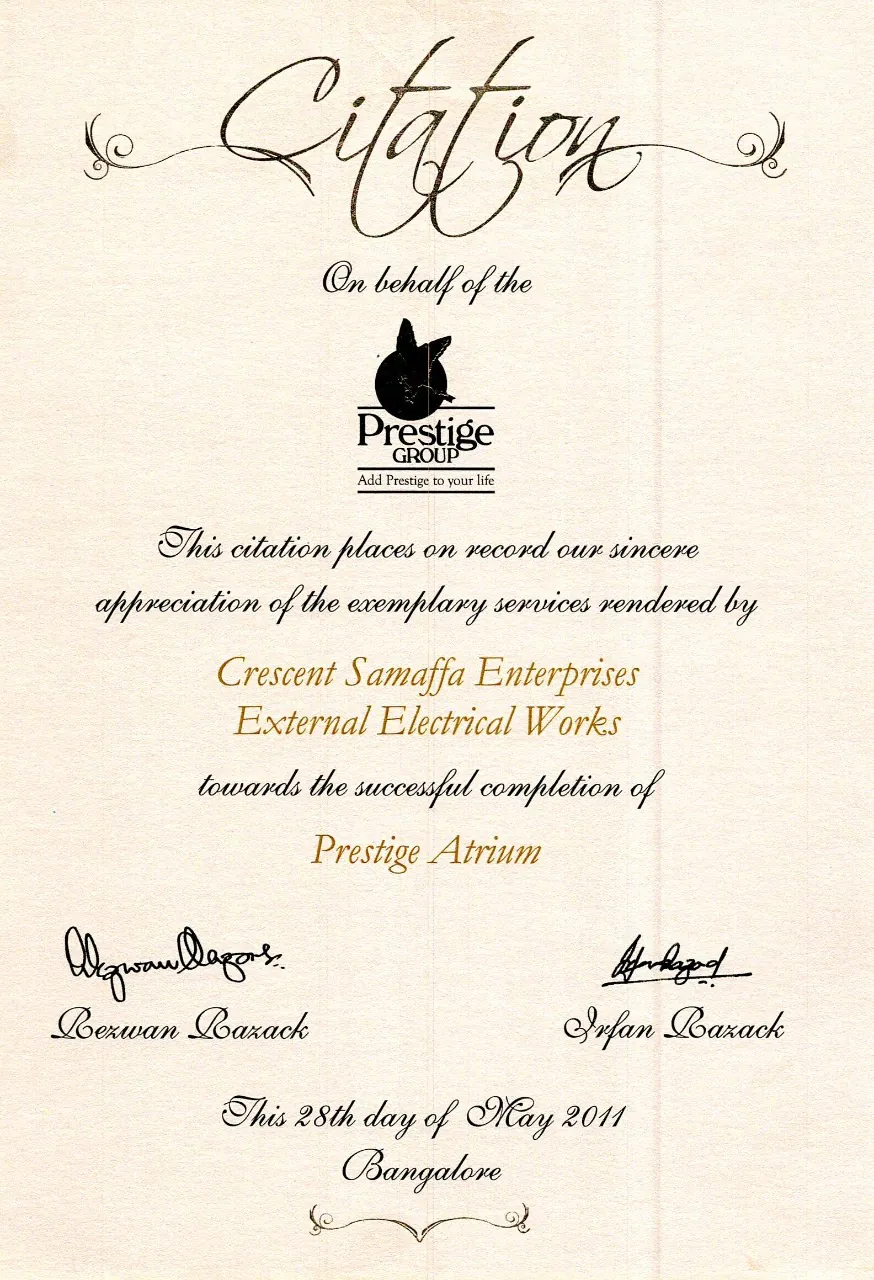 Citation
On behalf of the
Prestige
GROUP
Add Prestige to your life
This citation places on record our sincere
appreciation of the exemplary services rendered by
Crescent Samaffa Enterprises
External Electrical Works
towards the successful completion of
Prestige Atrium
Rezwan Razack
Irfan Razack
This 28th day of May 2011
Bangalore